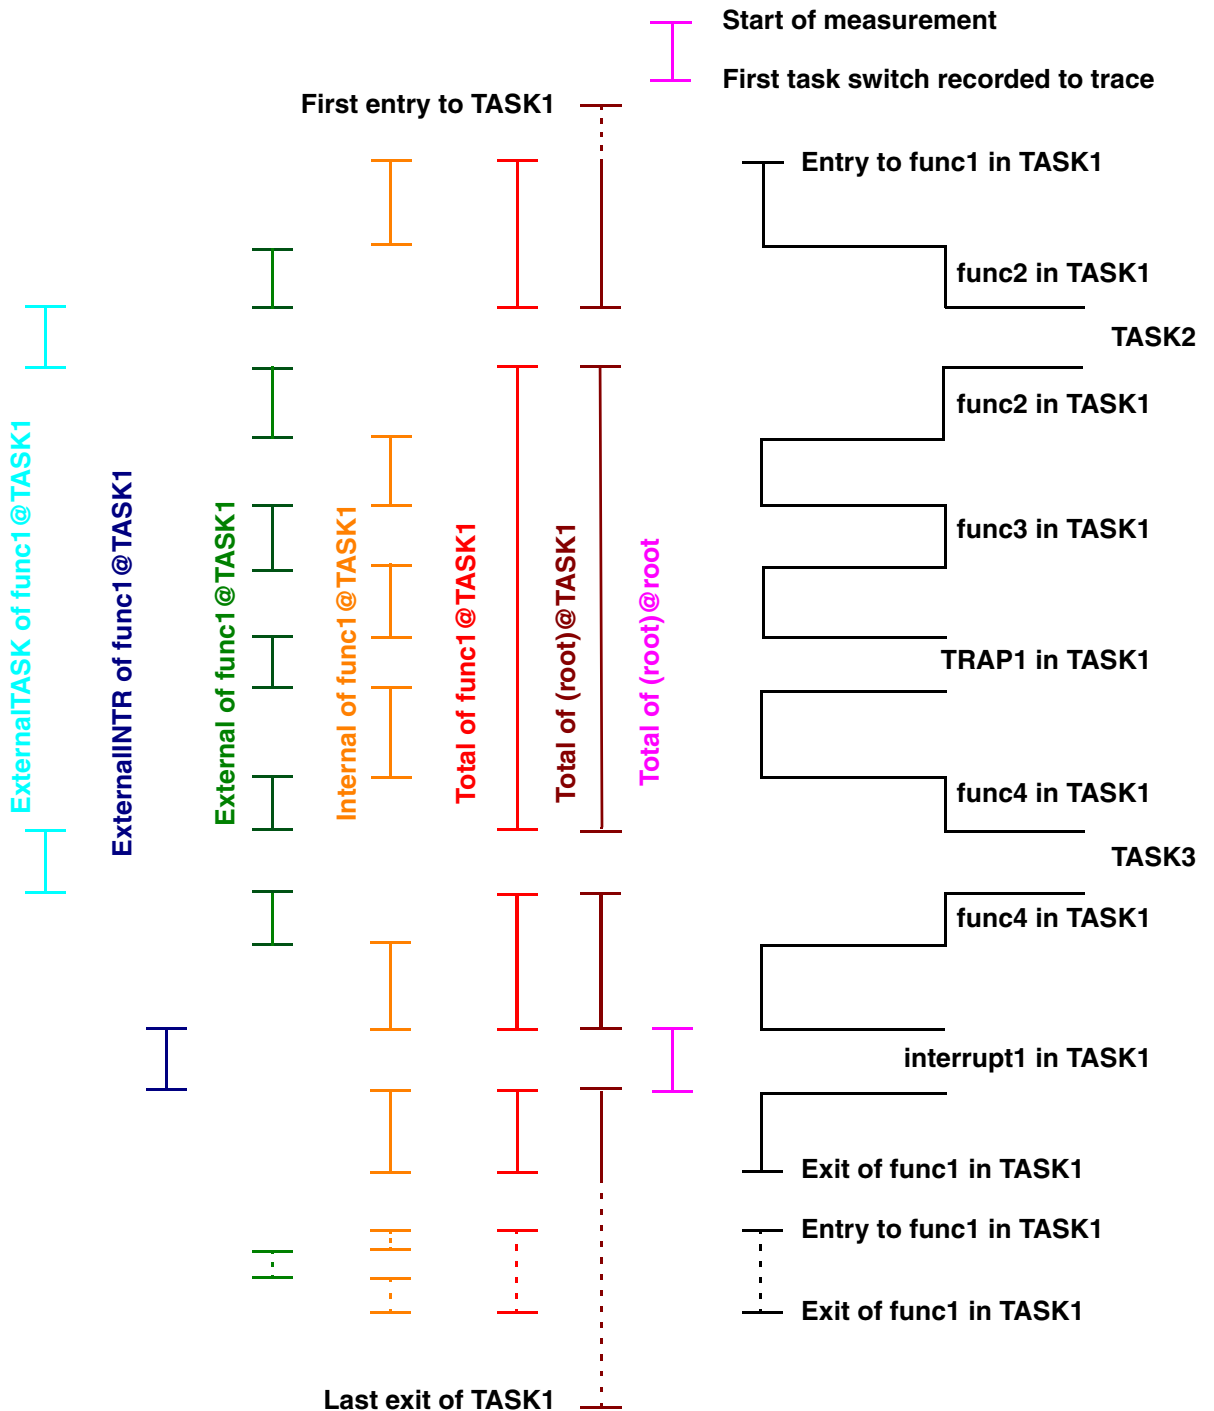 Start of measurement
First task switch recorded to trace
First entry to TASK1
Entry to func1 in TASK1
func2 in TASK1
TASK2
func2 in TASK1
ExternalTASK of func1@TASK1
ExternalINTR of func1@TASK1
External of func1@TASK1
Internal of func1@TASK1
Total of func1@TASK1
Total of (root)@TASK1
Total of (root)@root
func3 in TASK1
TRAP1 in TASK1
func4 in TASK1
TASK3
func4 in TASK1
interrupt1 in TASK1
Exit of func1 in TASK1
Entry to func1 in TASK1
Exit of func1 in TASK1
Last exit of TASK1